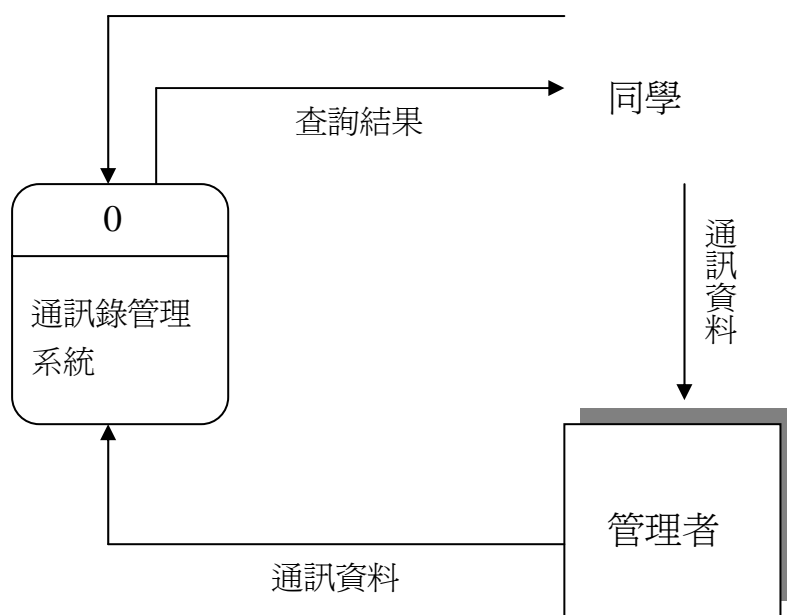 同學
查詢結果
0
通訊錄管理
系統
通訊資料
管理者
通訊資料